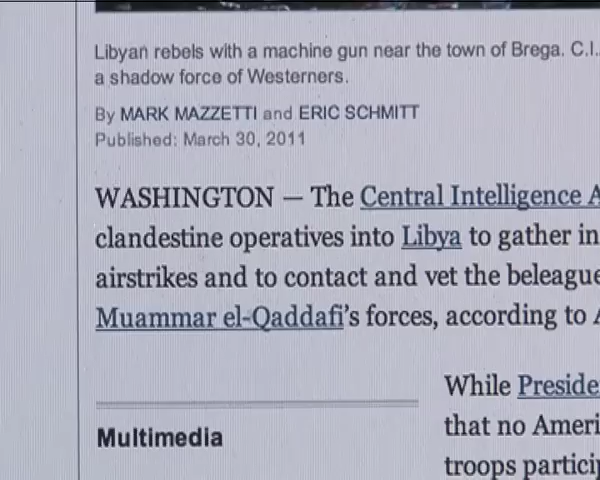 Libyan rebels with a machine gun near the town of Brega. C.I.
a shadow force of Westerners.
By MARK MAZZETTI and ERIC SCHMITT
Published: March 30, 2011
WASHINGTON — The Central Intelligence A
clandestine operatives into Libya to gather in
airstrikes and to contact and vet the beleague
Muammar el-Qaddafi's forces, according to A
While Preside
that no Ameri
troops particip
Multimedia